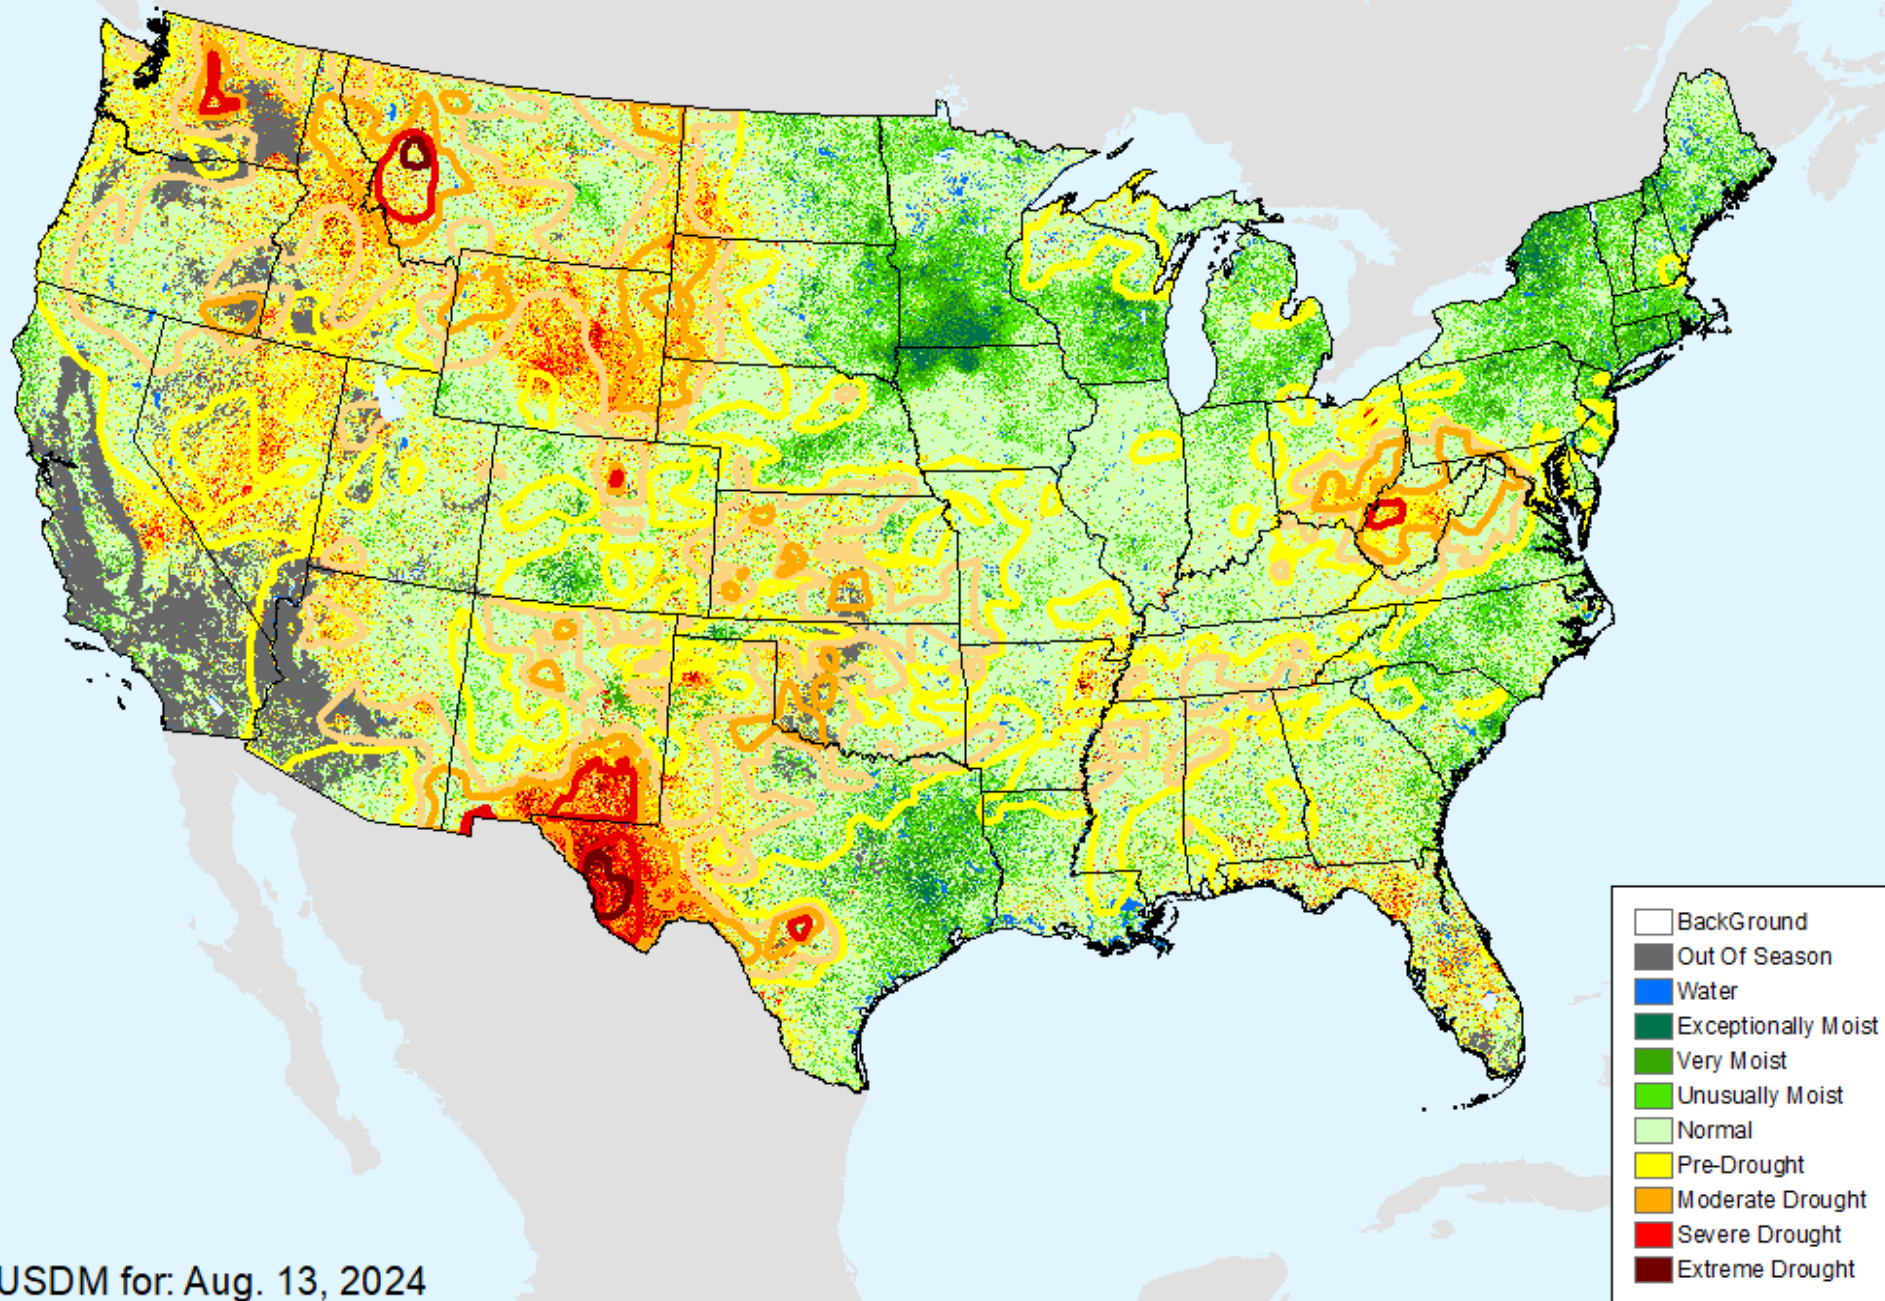 BackGround
Out Of Season
Water
Exceptionally Moist
Very Moist
Unusually Moist
Normal
Pre-Drought
Moderate Drought
Severe Drought
Extreme Drought
USDM for: Aug. 13, 2024